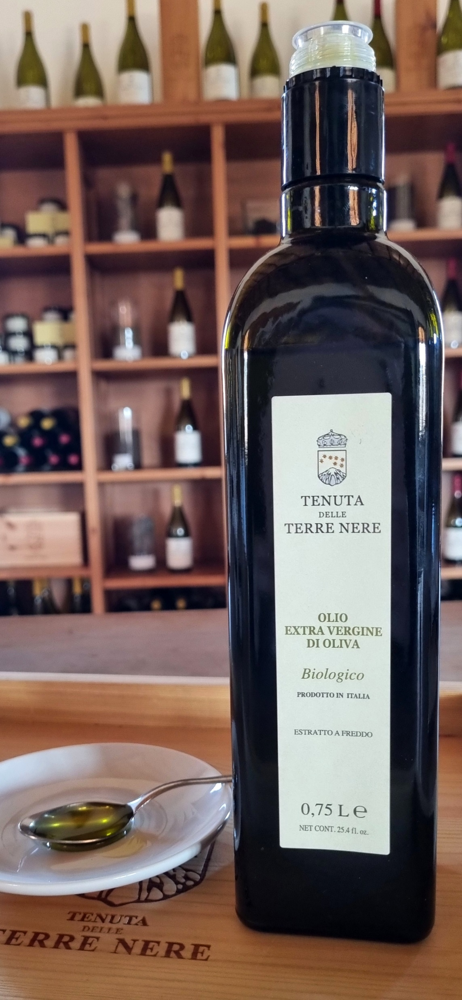 TENUTA
DELLE
TERRE NERE
OLIO
EXTRA VERGINE
DI OLIVA
Biologico
PRODOTTO IN ITALIA
ESTRATTO A FREDDO
0,75 L ℮
NET CONT. 25.4 fl. oz.
TENUTA
DELLE
TERRE NERE